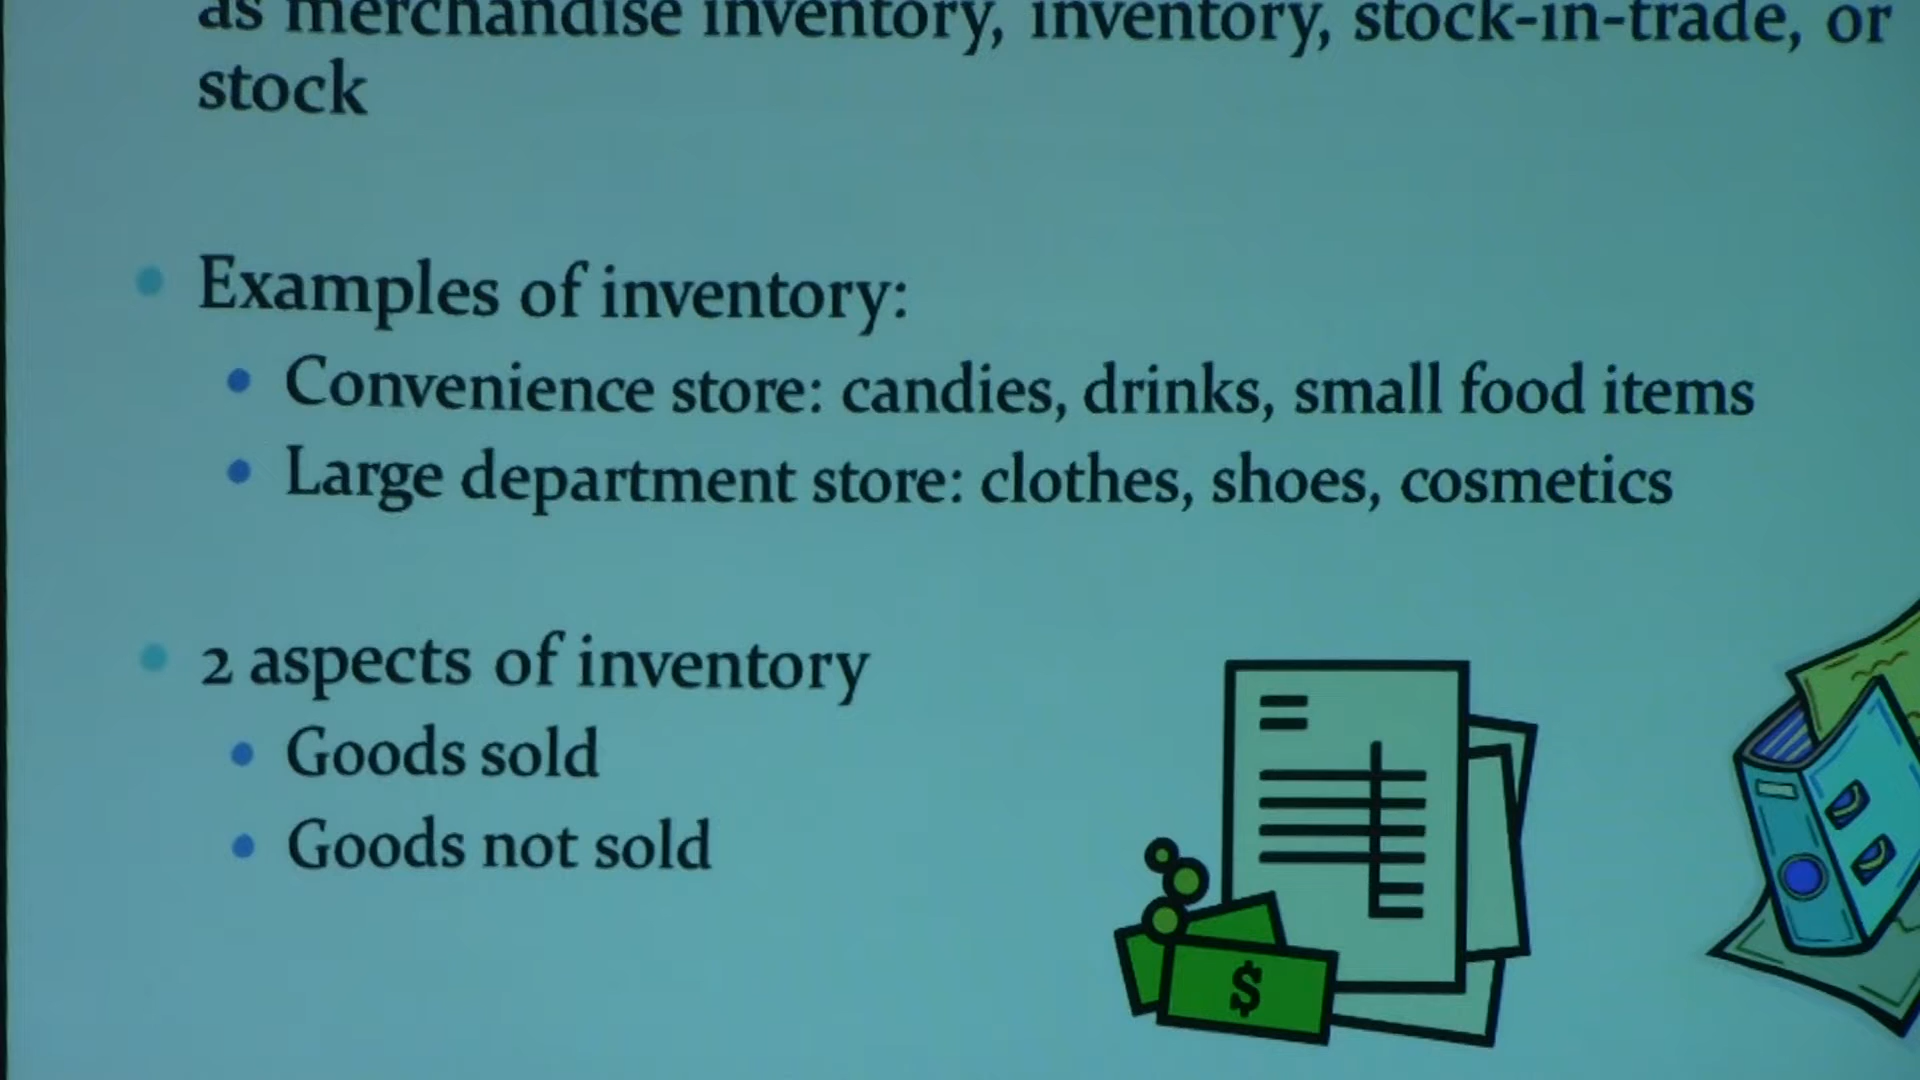 as merchandise inventory, inventory, stock-in-trade, or
stock
Examples of inventory:
Convenience store: candies, drinks, small food items
Large department store: clothes, shoes, cosmetics
2 aspects of inventory
Goods sold
Goods not sold
$